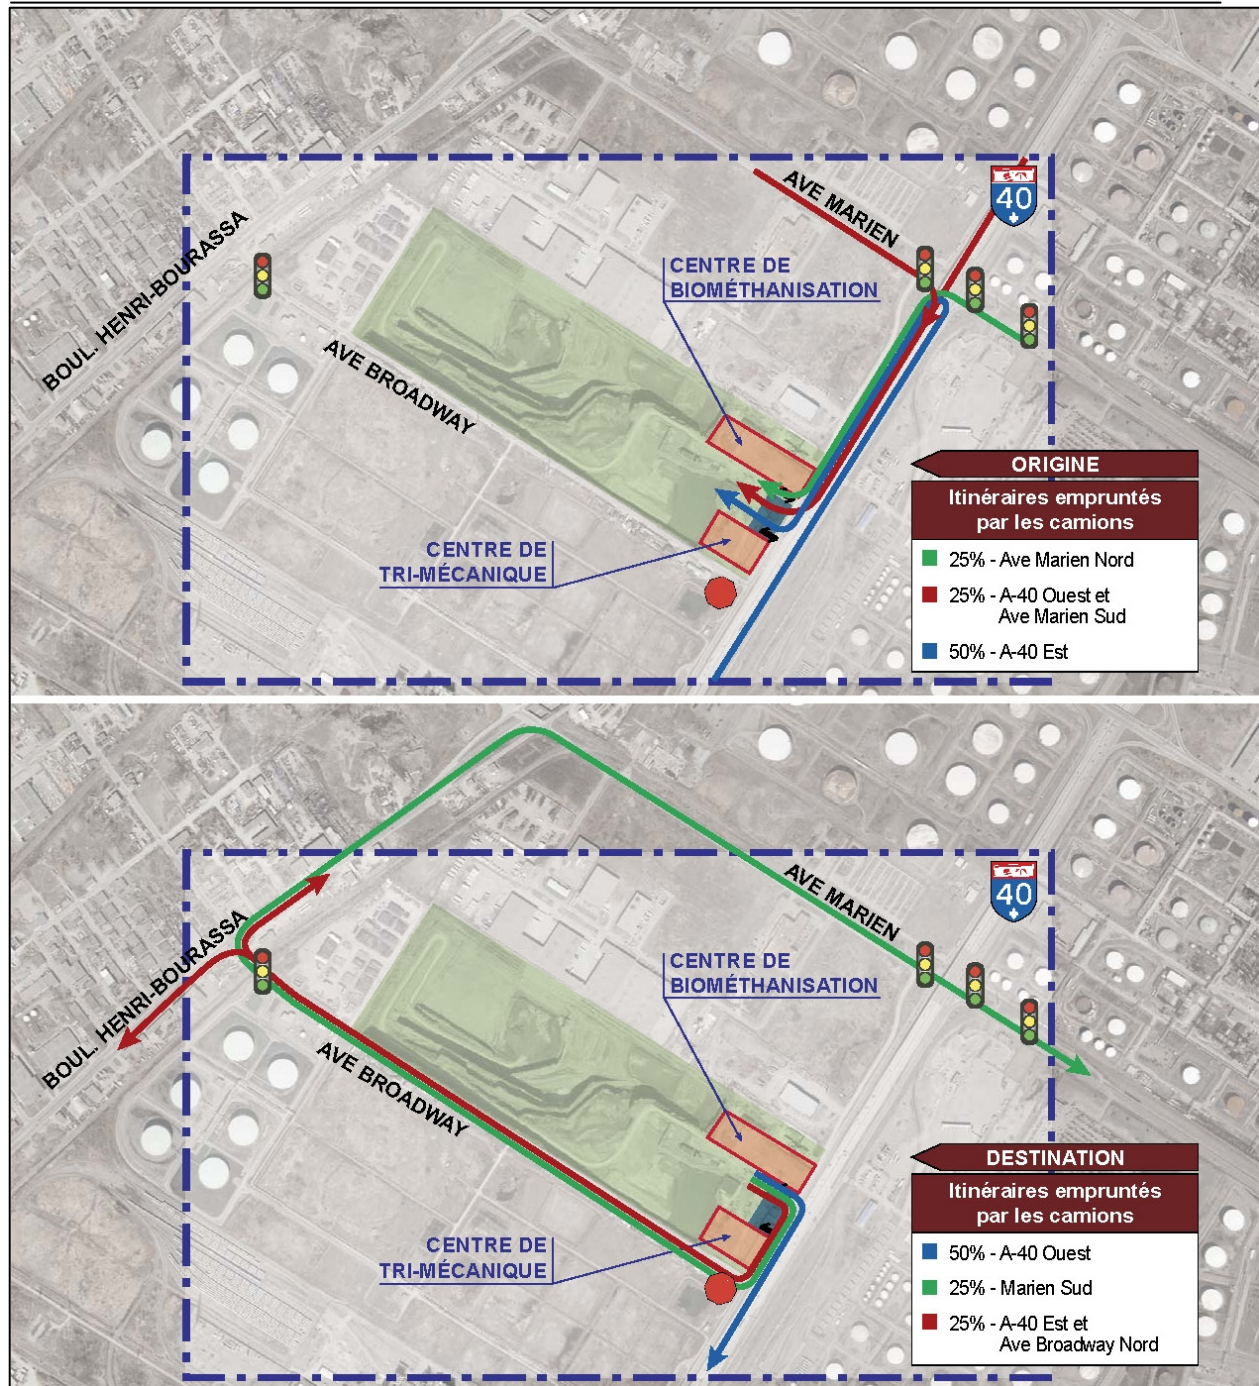 AVE MARIEN
40
BOUL. HENRI-BOURASSA
CENTRE DE
BIOMÉTHANISATION
AVE BROADWAY
CENTRE DE
TRI-MÉCANIQUE
ORIGINE
Itinéraires empruntés
par les camions
25% - Ave Marien Nord
25% - A-40 Ouest et
Ave Marien Sud
50% - A-40 Est
AVE MARIEN
40
BOUL. HENRI-BOURASSA
CENTRE DE
BIOMÉTHANISATION
AVE BROADWAY
CENTRE DE
TRI-MÉCANIQUE
DESTINATION
Itinéraires empruntés
par les camions
50% - A-40 Ouest
25% - Marien Sud
25% - A-40 Est et
Ave Broadway Nord